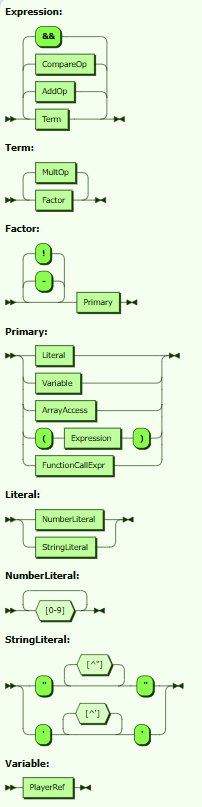 Expression:
&&
CompareOp
AddOp
Term
Term:
MultOp
Factor
Factor:
!
-
Primary
Primary:
Literal
Variable
ArrayAccess
( Expression )
FunctionCallExpr
Literal:
NumberLiteral
StringLiteral
NumberLiteral:
[0-9]
StringLiteral:
[^"]
" "
[^']
' '
Variable:
PlayerRef